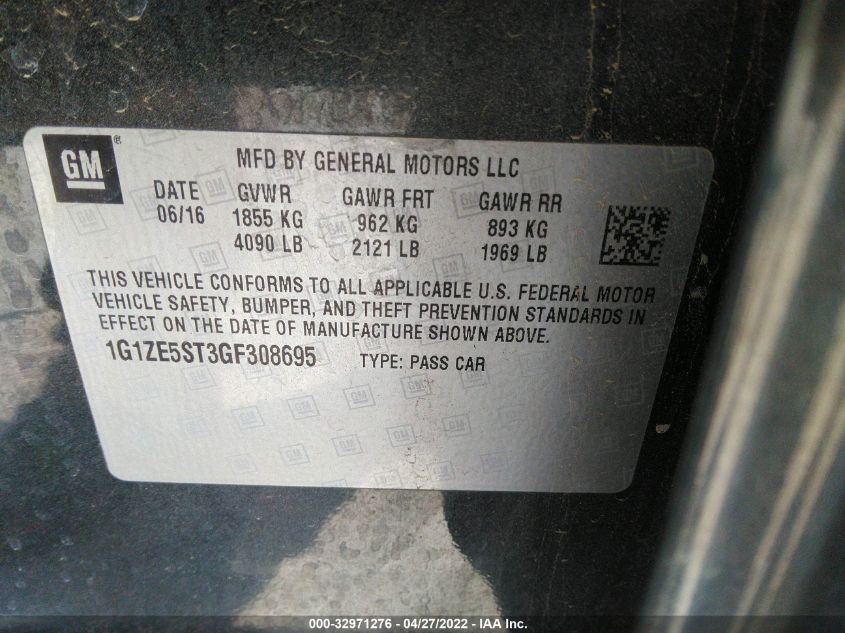 GM
MFD BY GENERAL MOTORS LLC
DATE GVWR GAWR FRT GAWR RR
06/16 1855 KG 962 KG 893 KG
4090 LB 2121 LB 1969 LB
THIS VEHICLE CONFORMS TO ALL APPLICABLE U.S. FEDERAL MOTOR
VEHICLE SAFETY, BUMPER, AND THEFT PREVENTION STANDARDS IN
EFFECT ON THE DATE OF MANUFACTURE SHOWN ABOVE.
1G1ZE5ST3GF308695 TYPE: PASS CAR
000-32971276 - 04/27/2022 - IAA Inc.